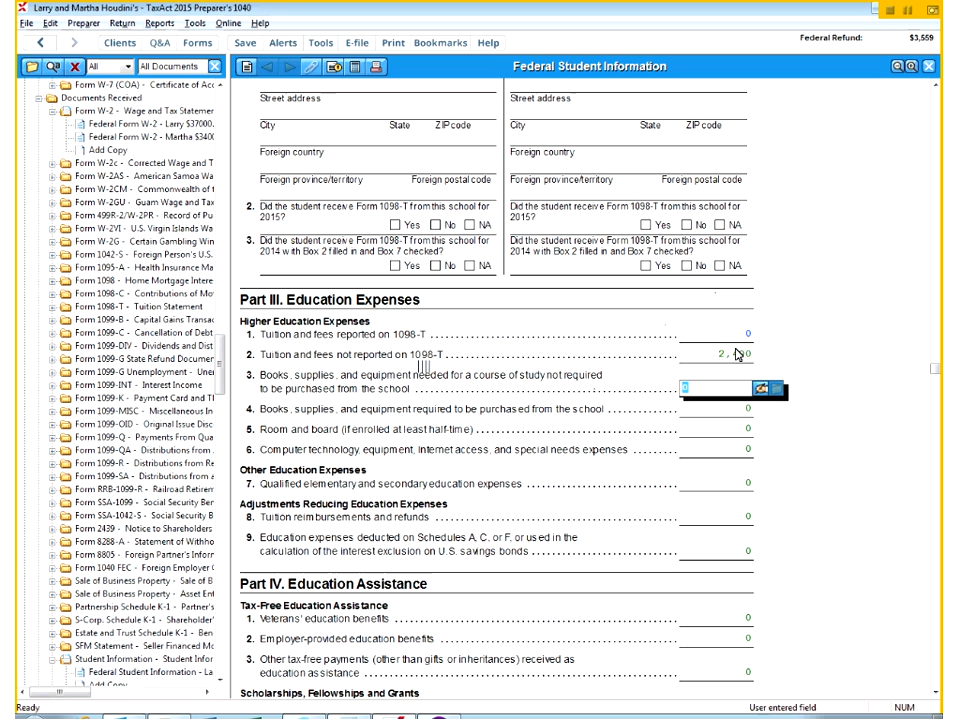 Larry and Martha Houdini's - TaxAct 2015 Preparer's 1040
File Edit Preparer Return Reports Tools Online Help
Clients Q&A Forms Save Alerts Tools E-file Print Bookmarks Help
Federal Refund: $3,559
All All Documents
Federal Student Information
Form W-7 (COA) - Certificate of Acc
Documents Received
Form W-2 - Wage and Tax Statemer
Federal Form W-2 - Larry $37000.
Federal Form W-2 - Martha $3400
Add Copy
Form W-2c - Corrected Wage and T
Form W-2AS - American Samoa Wa
Form W-2CM - Commonwealth of t
Form W-2GU - Guam Wage and Tax
Form 499R-2/W-2PR - Record of Pu
Form W-2VI - U.S. Virgin Islands Wa
Form W-2G - Certain Gambling Win
Form 1042-S - Foreign Person's U.S.
Form 1095-A - Health Insurance Ma
Form 1098 - Home Mortgage Intere
Form 1098-C - Contributions of Mo
Form 1098-T - Tuition Statement
Form 1099-B - Capital Gains Transac
Form 1099-C - Cancellation of Debt
Form 1099-DIV - Dividends and Dist
Form 1099-G State Refund Documer
Form 1099-G Unemployment - Unei
Form 1099-INT - Interest Income
Form 1099-K - Payment Card and Tl
Form 1099-MISC - Miscellaneous In
Form 1099-OID - Original Issue Disc
Form 1099-Q - Payments From Qua
Form 1099-QA - Distributions from
Form 1099-R - Distributions from Re
Form 1099-SA - Distributions from a
Form RRB-1099-R - Railroad Retirem
Form SSA-1099 - Social Security Ber
Form SSA-1042-S - Social Security B
Form 2439 - Notice to Shareholders
Form 8288-A - Statement of Withho
Form 8805 - Foreign Partner's Inforr
Form 1040 FEC - Foreign Employer (
Sale of Business Property - Sale of B
Sale of Business Property - Asset Ent
Partnership Schedule K-1 - Partner's
S-Corp. Schedule K-1 - Shareholder'
Estate and Trust Schedule K-1 - Ben
SFM Statement - Seller Financed Mc
Student Information - Student Infor
Federal Student Information - La
Add Copy
Street address Street address
City State ZIP code City State ZIP code
Foreign country Foreign country
Foreign province/territory Foreign postal code Foreign province/territory Foreign postal code
2. Did the student receive Form 1098-T from this school for Did the student receive Form 1098-T from this school for
2015? 2015?
Yes No NA Yes No NA
3. Did the student receive Form 1098-T from this school for Did the student receive Form 1098-T from this school for
2014 with Box 2 filled in and Box 7 checked? 2014 with Box 2 filled in and Box 7 checked?
Yes No NA Yes No NA
Part III. Education Expenses
Higher Education Expenses
1. Tuition and fees reported on 1098-T 0
2. Tuition and fees not reported on 1098-T
3. Books, supplies, and equipment needed for a course of study not required
to be purchased from the school 0
4. Books, supplies, and equipment required to be purchased from the school 0
5. Room and board (if enrolled at least half-time) 0
6. Computer technology, equipment, internet access, and special needs expenses 0
Other Education Expenses
7. Qualified elementary and secondary education expenses 0
Adjustments Reducing Education Expenses
8. Tuition reimbursements and refunds 0
9. Education expenses deducted on Schedules A, C, or F, or used in the
calculation of the interest exclusion on U.S. savings bonds 0
Part IV. Education Assistance
Tax-Free Education Assistance
1. Veterans' education benefits 0
2. Employer-provided education benefits 0
3. Other tax-free payments (other than gifts or inheritances) received as
education assistance 0
Scholarships, Fellowships and Grants
Ready User entered field NUM